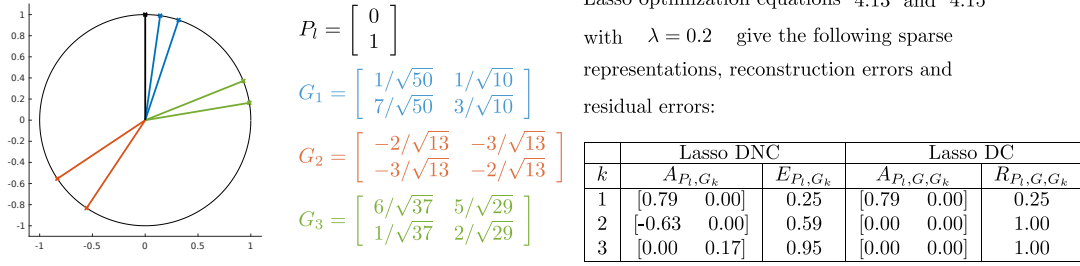 1
0.8
0.6
0.4
0.2
0
-0.2
-0.4
-0.6
-0.8
-1
-1 -0.5 0 0.5 1
P_l = [ 0
1 ]
G_1 = [ 1/√50 1/√10
7/√50 3/√10 ]
G_2 = [ −2/√13 −3/√13
−3/√13 −2/√13 ]
G_3 = [ 6/√37 5/√29
1/√37 2/√29 ]
Lasso optimization equations 4.13 and 4.15
with λ = 0.2 give the following sparse
representations, reconstruction errors and
residual errors:
Lasso DNC Lasso DC
k A_{P_l,G_k} E_{P_l,G_k} A_{P_l,G,G_k} R_{P_l,G,G_k}
1 [0.79 0.00] 0.25 [0.79 0.00] 0.25
2 [-0.63 0.00] 0.59 [0.00 0.00] 1.00
3 [0.00 0.17] 0.95 [0.00 0.00] 1.00